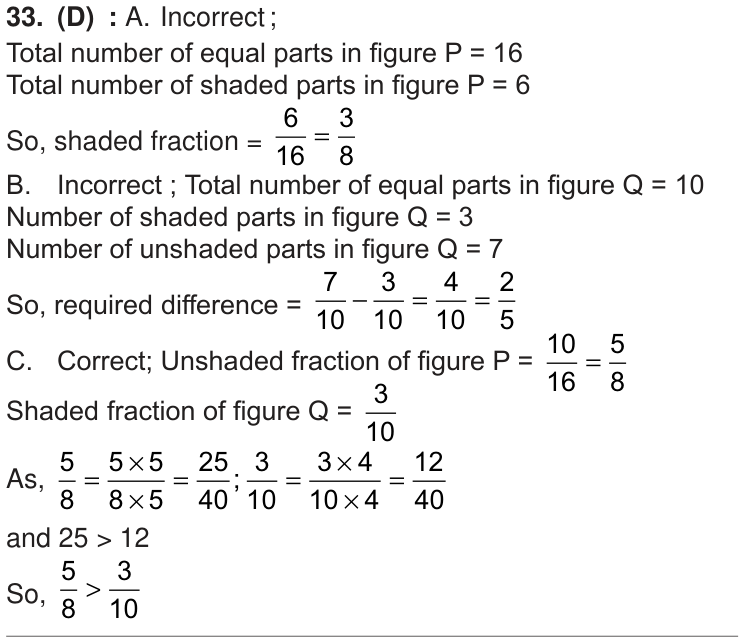 33. (D) : A. Incorrect ;
Total number of equal parts in figure P = 16
Total number of shaded parts in figure P = 6
So, shaded fraction = 6/16 = 3/8
B. Incorrect ; Total number of equal parts in figure Q = 10
Number of shaded parts in figure Q = 3
Number of unshaded parts in figure Q = 7
So, required difference = 7/10 − 3/10 = 4/10 = 2/5
C. Correct; Unshaded fraction of figure P = 10/16 = 5/8
Shaded fraction of figure Q = 3/10
As, 5/8 = 5×5/8×5 = 25/40 ; 3/10 = 3×4/10×4 = 12/40
and 25 > 12
So, 5/8 > 3/10